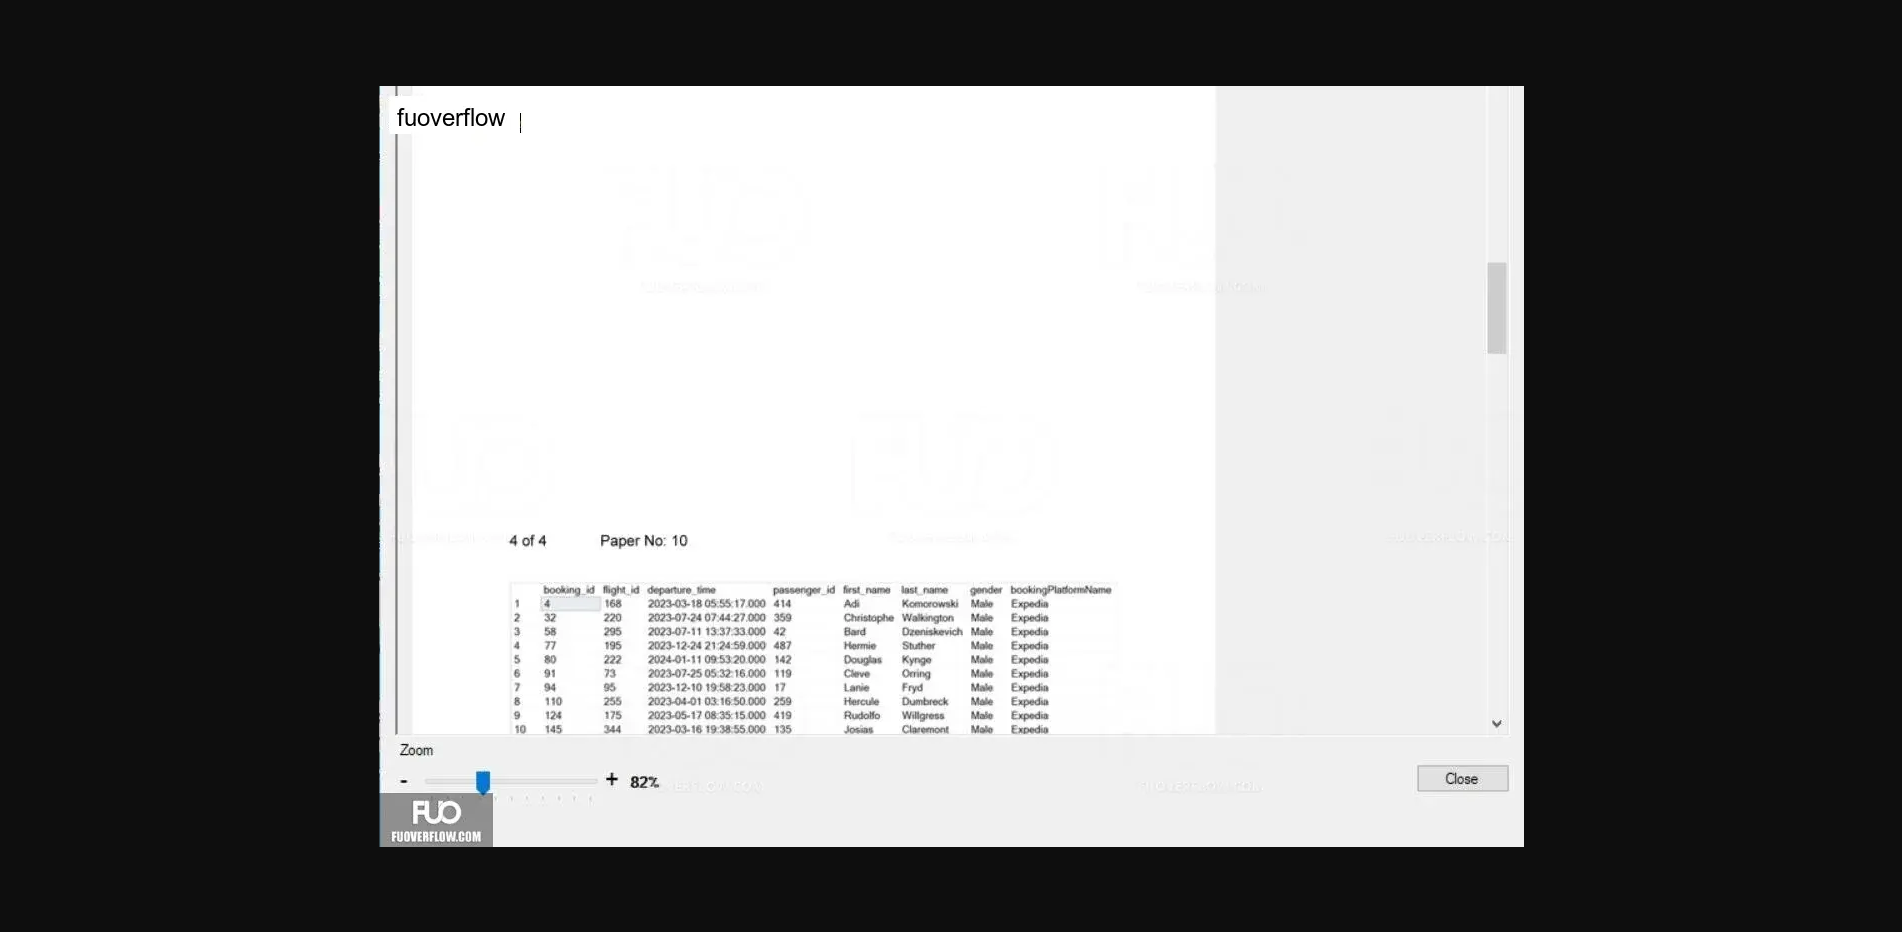 fuoverflow
4 of 4 Paper No: 10
booking_id flight_id departure_time passenger_id first_name last_name gender bookingPlatformName
1 4 168 2023-03-18 05:55:17.000 414 Adi Komorowski Male Expedia
2 32 220 2023-07-24 07:44:27.000 359 Christophe Walkington Male Expedia
3 58 295 2023-07-11 13:37:33.000 42 Bard Dzeniskevich Male Expedia
4 77 195 2023-12-24 21:24:59.000 487 Hermie Stuther Male Expedia
5 80 222 2024-01-11 09:53:20.000 142 Douglas Kynge Male Expedia
6 91 73 2023-07-25 05:32:16.000 119 Cleve Orring Male Expedia
7 94 95 2023-12-10 19:58:23.000 17 Lanie Fryd Male Expedia
8 110 255 2023-04-01 03:16:50.000 259 Hercule Dumbreck Male Expedia
9 124 175 2023-05-17 08:35:15.000 419 Rudolfo Willgress Male Expedia
10 145 344 2023-03-16 19:38:55.000 135 Josias Claremont Male Expedia
Zoom
- + 82%
Close
FUO
FUOVERFLOW.COM